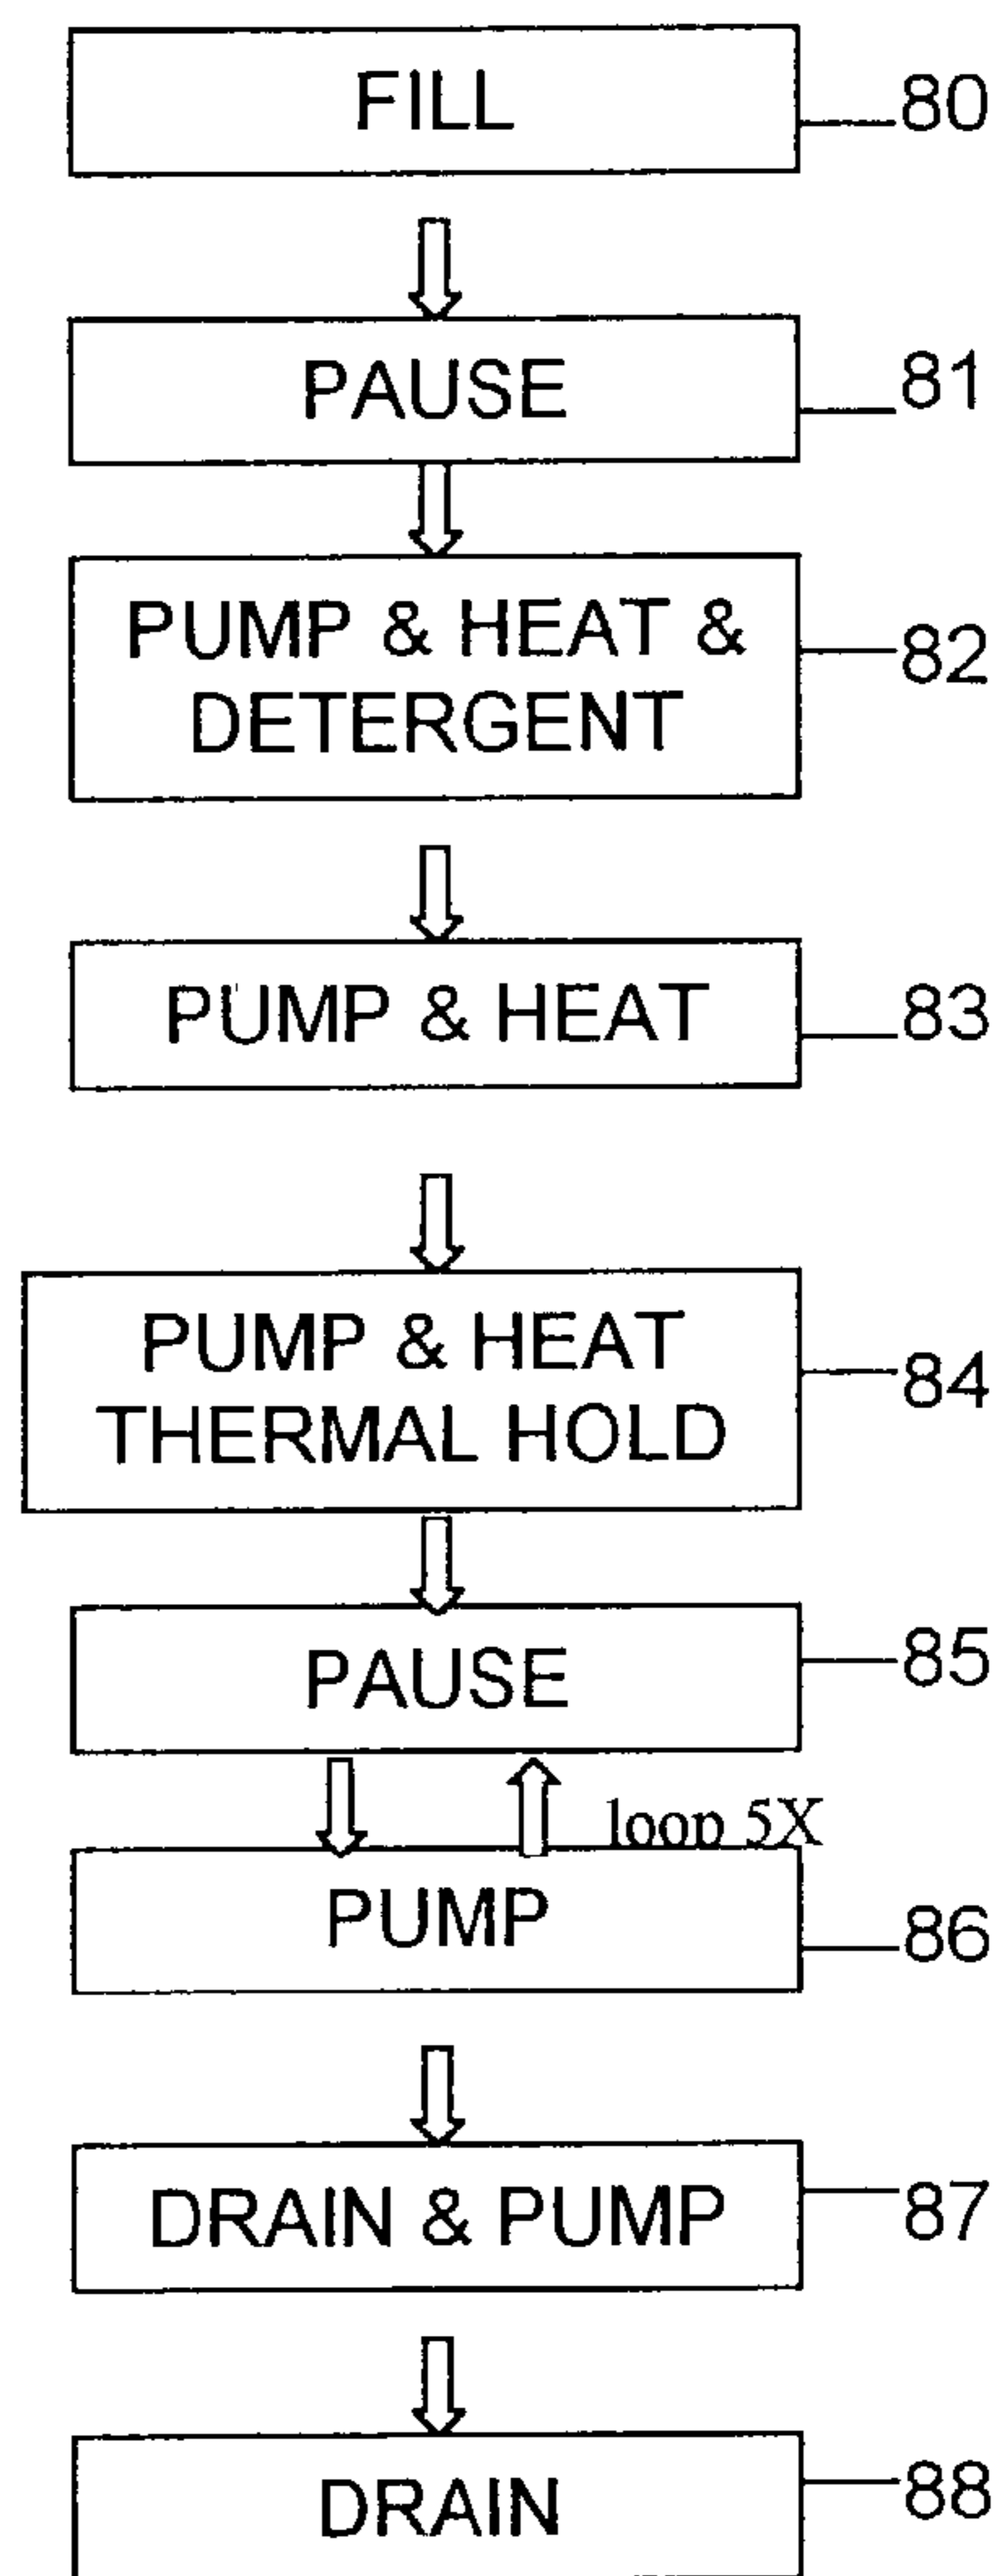 FILL
80
PAUSE
81
PUMP & HEAT &
DETERGENT
82
PUMP & HEAT
83
PUMP & HEAT
THERMAL HOLD
84
PAUSE
85
loop 5X
PUMP
86
DRAIN & PUMP
87
DRAIN
88